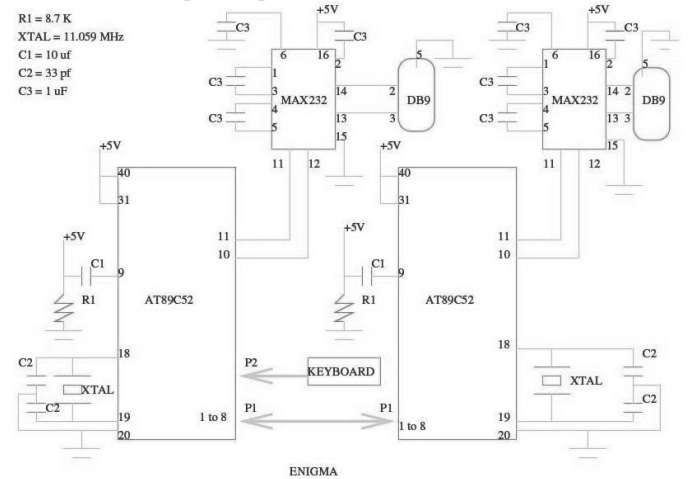 R1 = 8.7 K
XTAL = 11.059 MHz
C1 = 10 uf
C2 = 33 pf
C3 = 1 uF
+5V
C3
C3
6
16
1
2
C3
3
4
C3
5
MAX232
14
13
15
2
3
5
DB9
11
12
+5V
C3
C3
6
16
1
2
C3
3
4
C3
5
MAX232
14
13
15
2
3
5
DB9
11
12
+5V
40
31
+5V
C1
9
R1
AT89C52
11
10
18
C2
XTAL
C2
19
20
1 to 8
P2
KEYBOARD
P1
P1
+5V
40
31
+5V
C1
9
R1
AT89C52
11
10
18
C2
XTAL
C2
19
20
1 to 8
ENIGMA